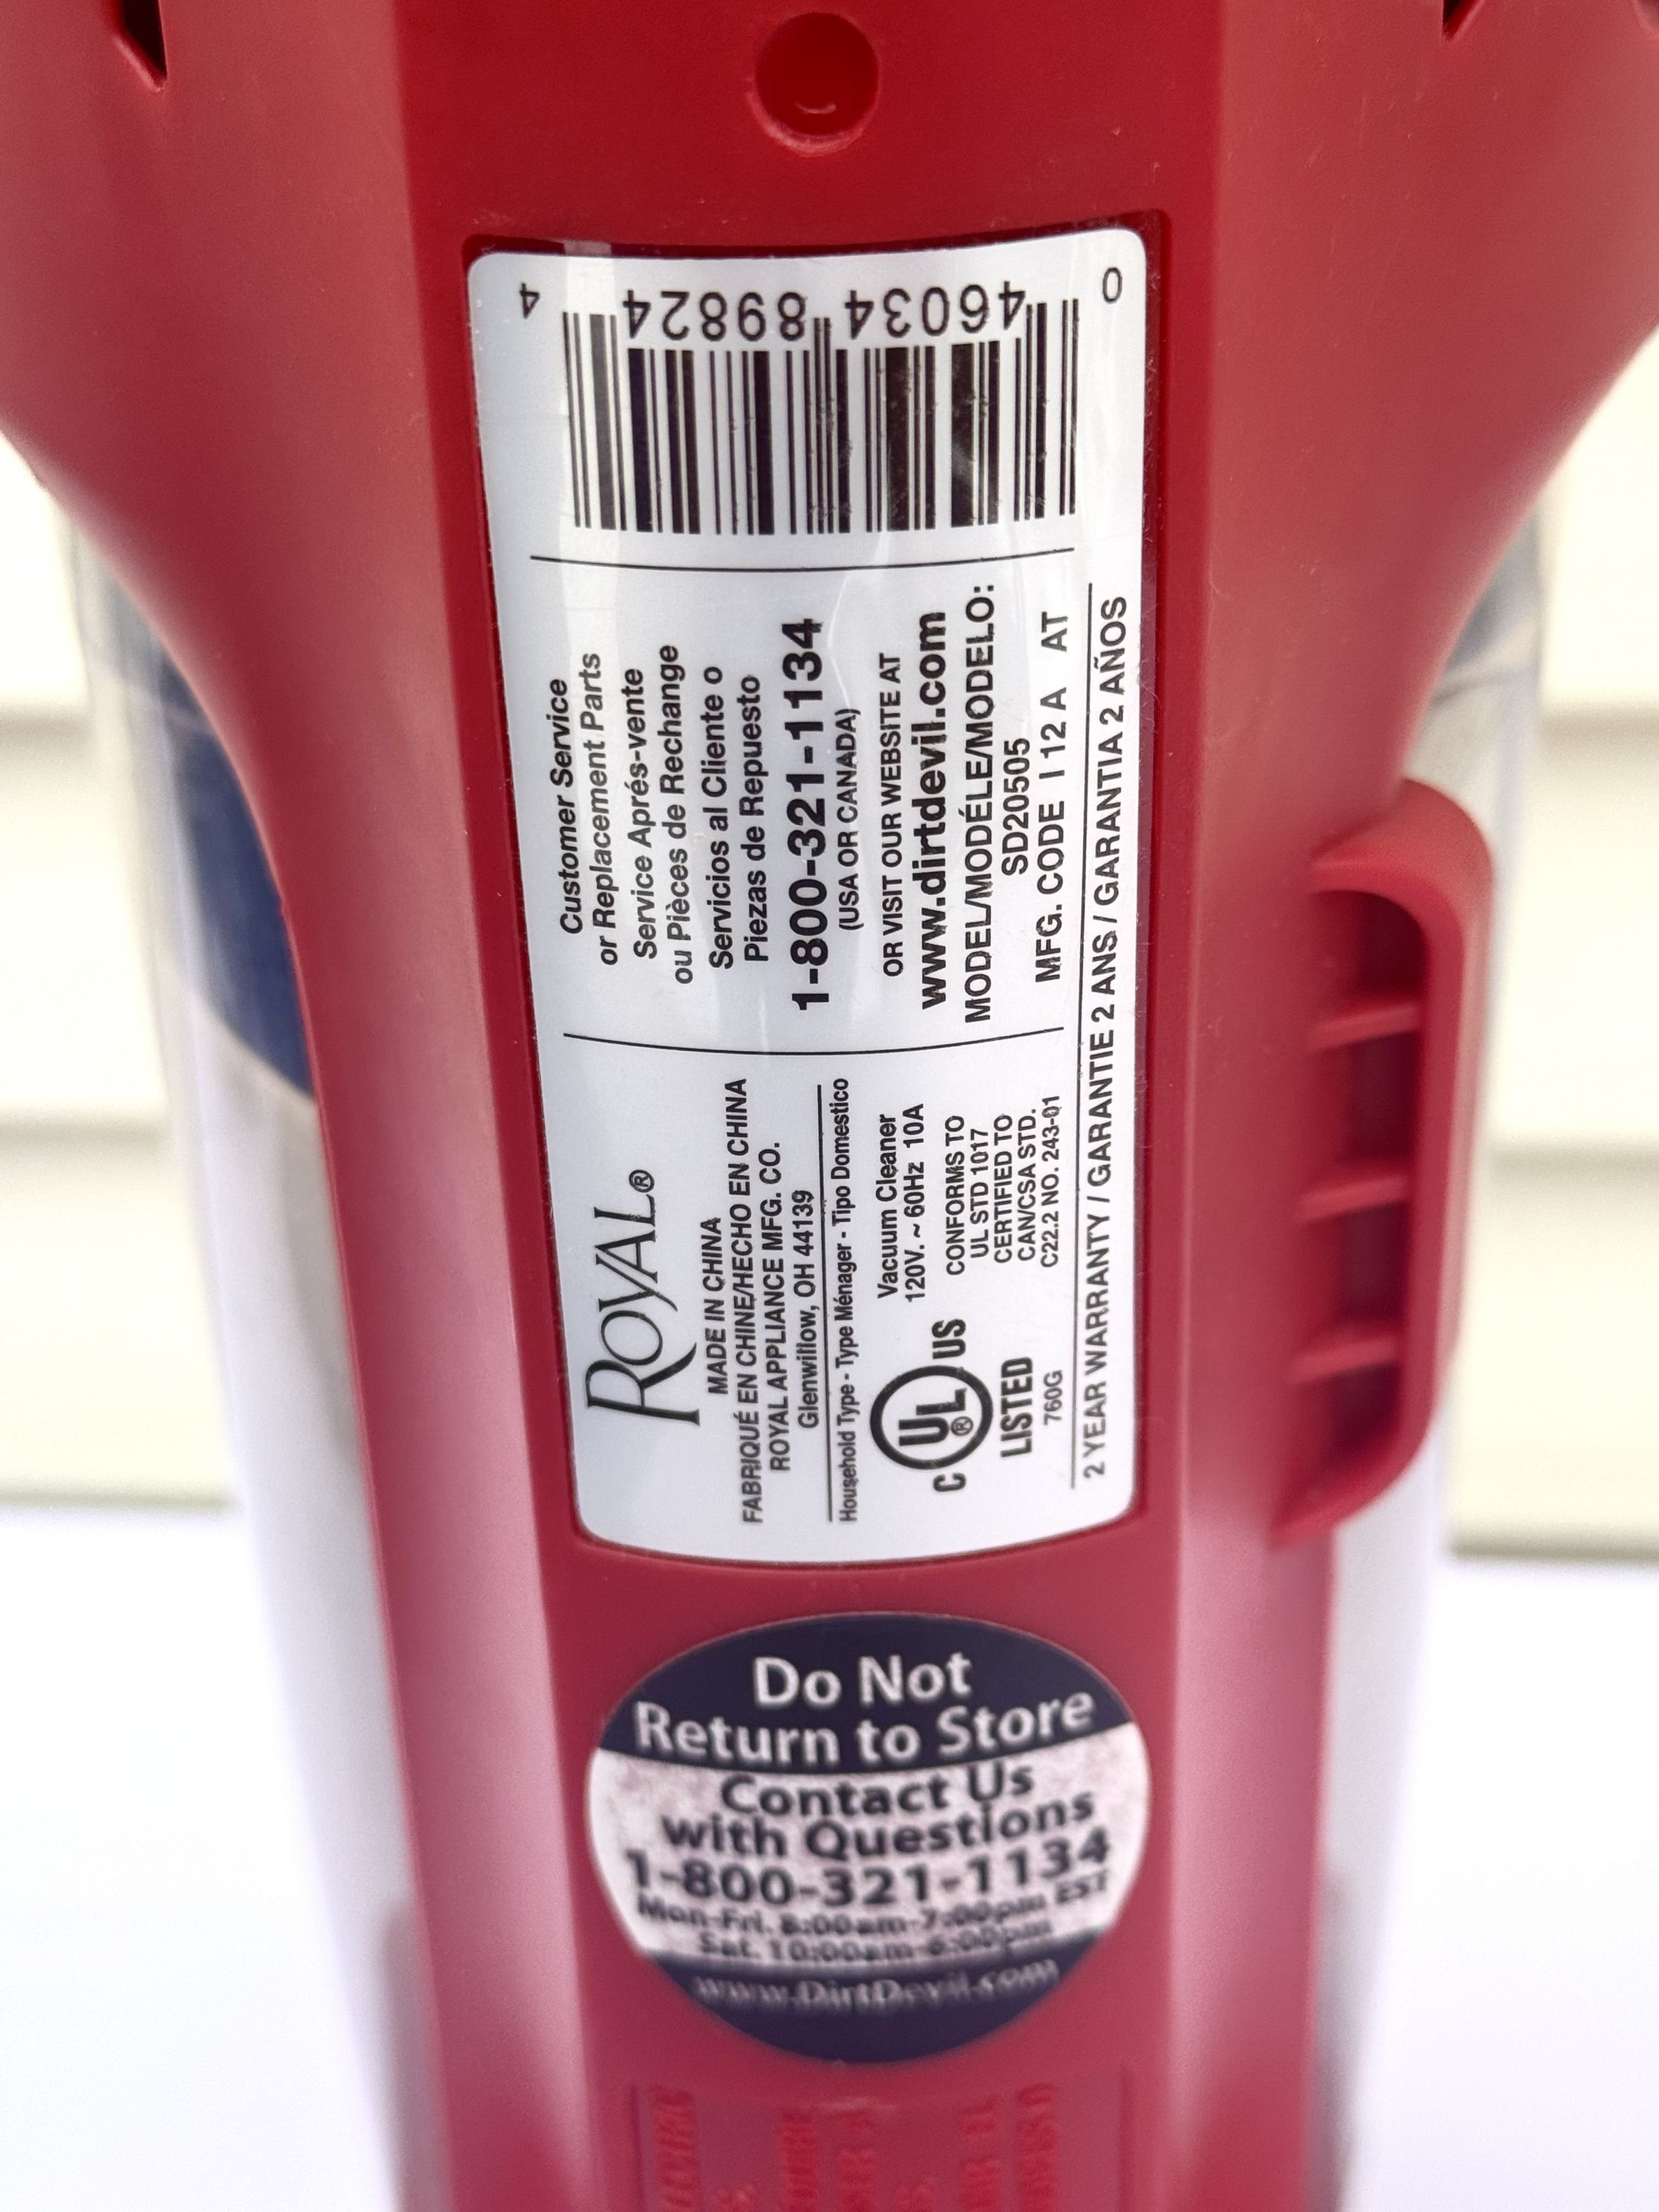 ROYAL®
MADE IN CHINA
FABRIQUÉ EN CHINE/HECHO EN CHINA
ROYAL APPLIANCE MFG. CO.
Glenwillow, OH 44139
Household Type - Type Ménager - Tipo Domestico
C UL® US
LISTED
760G
Vacuum Cleaner
120V. ~ 60Hz 10A
CONFORMS TO
UL STD 1017
CERTIFIED TO
CAN/CSA STD.
C22.2 NO. 243-01
Customer Service
or Replacement Parts
Service Aprés-vente
ou Pièces de Rechange
Servicios al Cliente o
Piezas de Repuesto
1-800-321-1134
(USA OR CANADA)
OR VISIT OUR WEBSITE AT
www.dirtdevil.com
MODEL/MODÉLE/MODELO:
SD20505
MFG. CODE I 12 A AT
0 46034 89824 4
2 YEAR WARRANTY / GARANTIE 2 ANS / GARANTIA 2 AÑOS
Do Not
Return to Store
Contact Us
with Questions
1-800-321-1134
Mon-Fri. 8:00am-7:00pm EST
Sat. 10:00am-6:00pm
www.DirtDevil.com